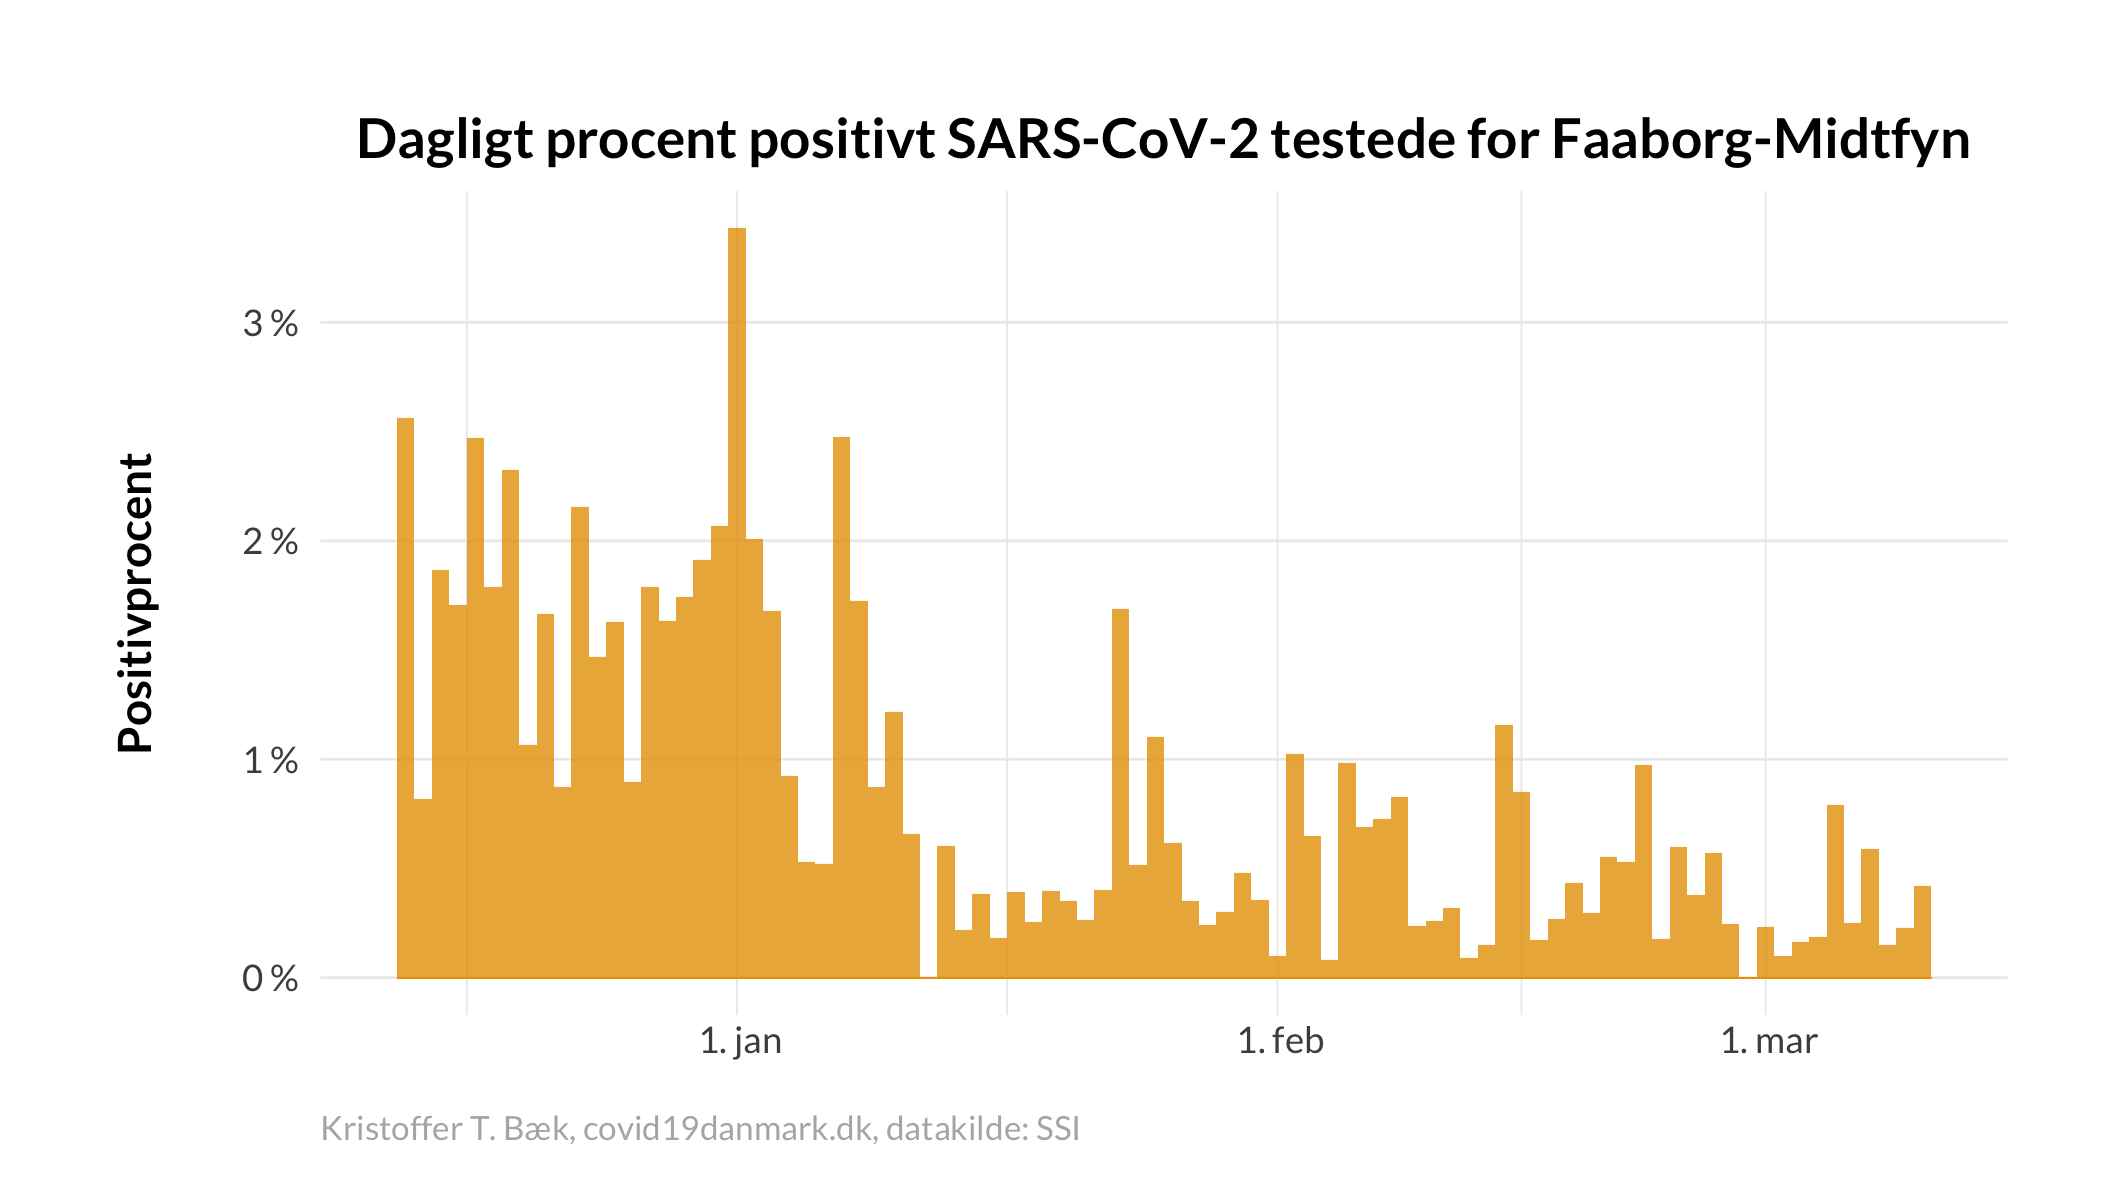 Dagligt procent positivt SARS-CoV-2 testede for Faaborg-Midtfyn
Positivprocent
3 %
2 %
1 %
0 %
1. jan
1. feb
1. mar
Kristoffer T. Bæk, covid19danmark.dk, datakilde: SSI